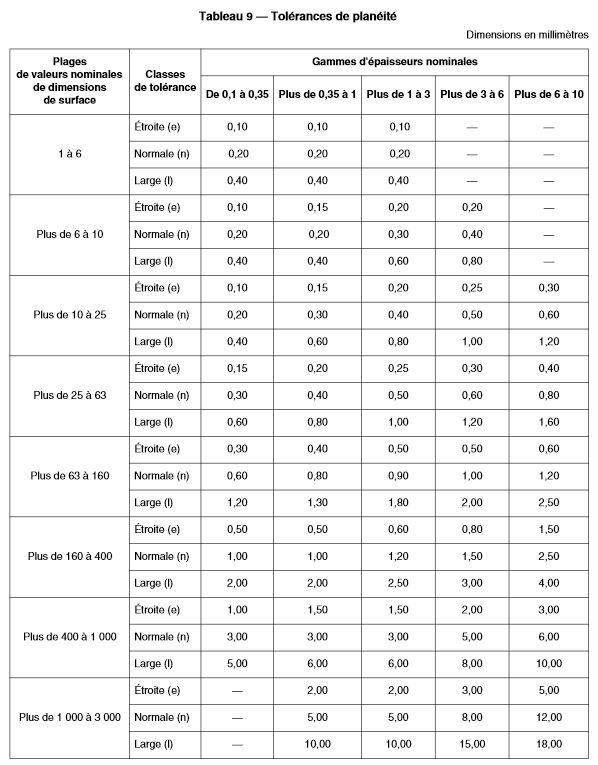 Tableau 9 — Tolérances de planéité
Dimensions en millimètres
Plages
de valeurs nominales
de dimensions
de surface
Classes
de tolérance
Gammes d'épaisseurs nominales
De 0,1 à 0,35 Plus de 0,35 à 1 Plus de 1 à 3 Plus de 3 à 6 Plus de 6 à 10
1 à 6
Étroite (e) 0,10 0,10 0,10 — —
Normale (n) 0,20 0,20 0,20 — —
Large (l) 0,40 0,40 0,40 — —
Plus de 6 à 10
Étroite (e) 0,10 0,15 0,20 0,20 —
Normale (n) 0,20 0,20 0,30 0,40 —
Large (l) 0,40 0,40 0,60 0,80 —
Plus de 10 à 25
Étroite (e) 0,10 0,15 0,20 0,25 0,30
Normale (n) 0,20 0,30 0,40 0,50 0,60
Large (l) 0,40 0,60 0,80 1,00 1,20
Plus de 25 à 63
Étroite (e) 0,15 0,20 0,25 0,30 0,40
Normale (n) 0,30 0,40 0,50 0,60 0,80
Large (l) 0,60 0,80 1,00 1,20 1,60
Plus de 63 à 160
Étroite (e) 0,30 0,40 0,50 0,50 0,60
Normale (n) 0,60 0,80 0,90 1,00 1,20
Large (l) 1,20 1,30 1,80 2,00 2,50
Plus de 160 à 400
Étroite (e) 0,50 0,50 0,60 0,80 1,50
Normale (n) 1,00 1,00 1,20 1,50 2,50
Large (l) 2,00 2,00 2,50 3,00 4,00
Plus de 400 à 1 000
Étroite (e) 1,00 1,50 1,50 2,00 3,00
Normale (n) 3,00 3,00 3,00 5,00 6,00
Large (l) 5,00 6,00 6,00 8,00 10,00
Plus de 1 000 à 3 000
Étroite (e) — 2,00 2,00 3,00 5,00
Normale (n) — 5,00 5,00 8,00 12,00
Large (l) — 10,00 10,00 15,00 18,00